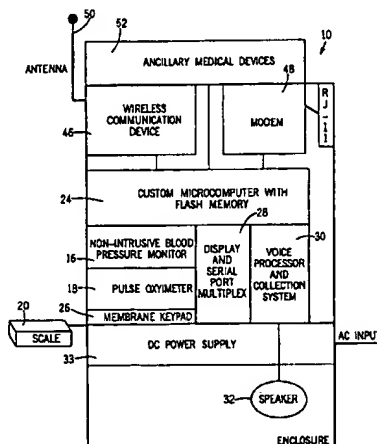 50
52
10
ANTENNA
ANCILLARY MEDICAL DEVICES
48
RJ-11
WIRELESS
COMMUNICATION
DEVICE
MODEM
46
CUSTOM MICROCOMPUTER WITH
FLASH MEMORY
24
28
30
NON-INTRUSIVE BLOOD
PRESSURE MONITOR
16
DISPLAY
AND
SERIAL
PORT
MULTIPLEX
VOICE
PROCESSOR
AND
COLLECTION
SYSTEM
PULSE OXYIMETER
18
20
26
MEMBRANE KEYPAD
SCALE
DC POWER SUPPLY
33
AC INPUT
32
SPEAKER
ENCLOSURE